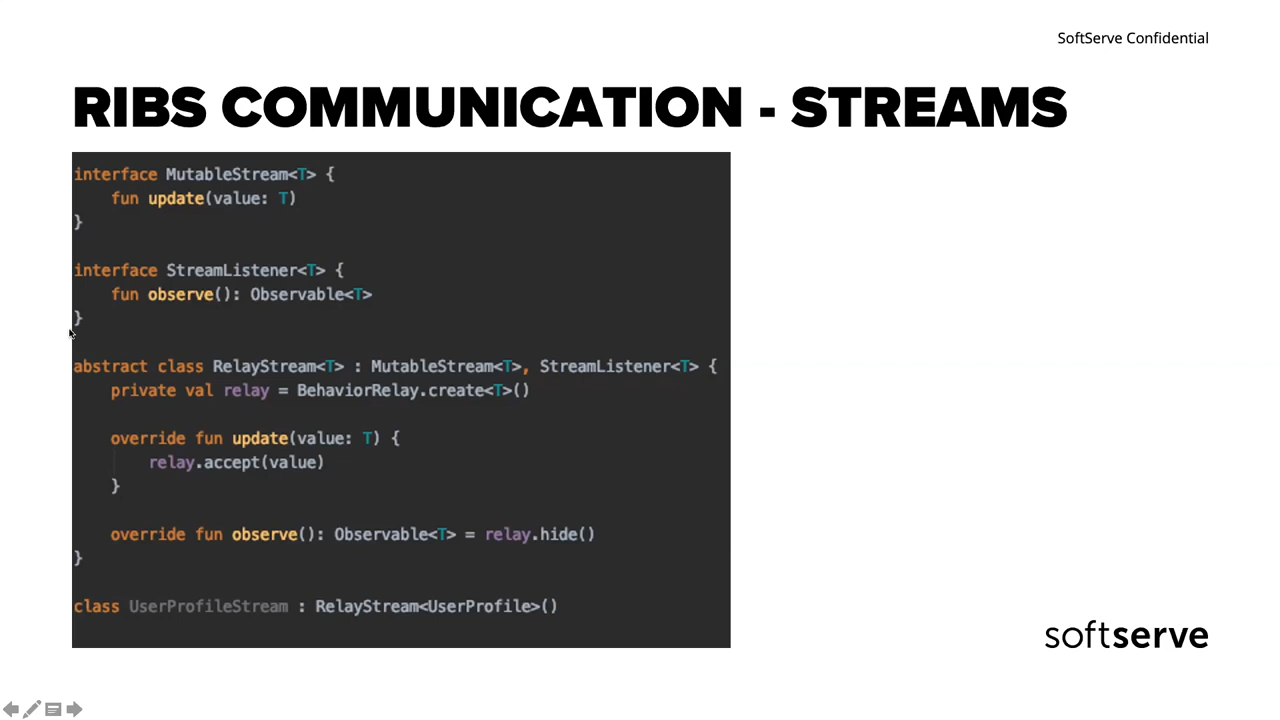 SoftServe Confidential
RIBS COMMUNICATION - STREAMS
interface MutableStream<T> {
    fun update(value: T)
}
interface StreamListener<T> {
    fun observe(): Observable<T>
}
abstract class RelayStream<T> : MutableStream<T>, StreamListener<T> {
    private val relay = BehaviorRelay.create<T>()
    override fun update(value: T) {
        relay.accept(value)
    }
    override fun observe(): Observable<T> = relay.hide()
}
class UserProfileStream : RelayStream<UserProfile>()
softserve